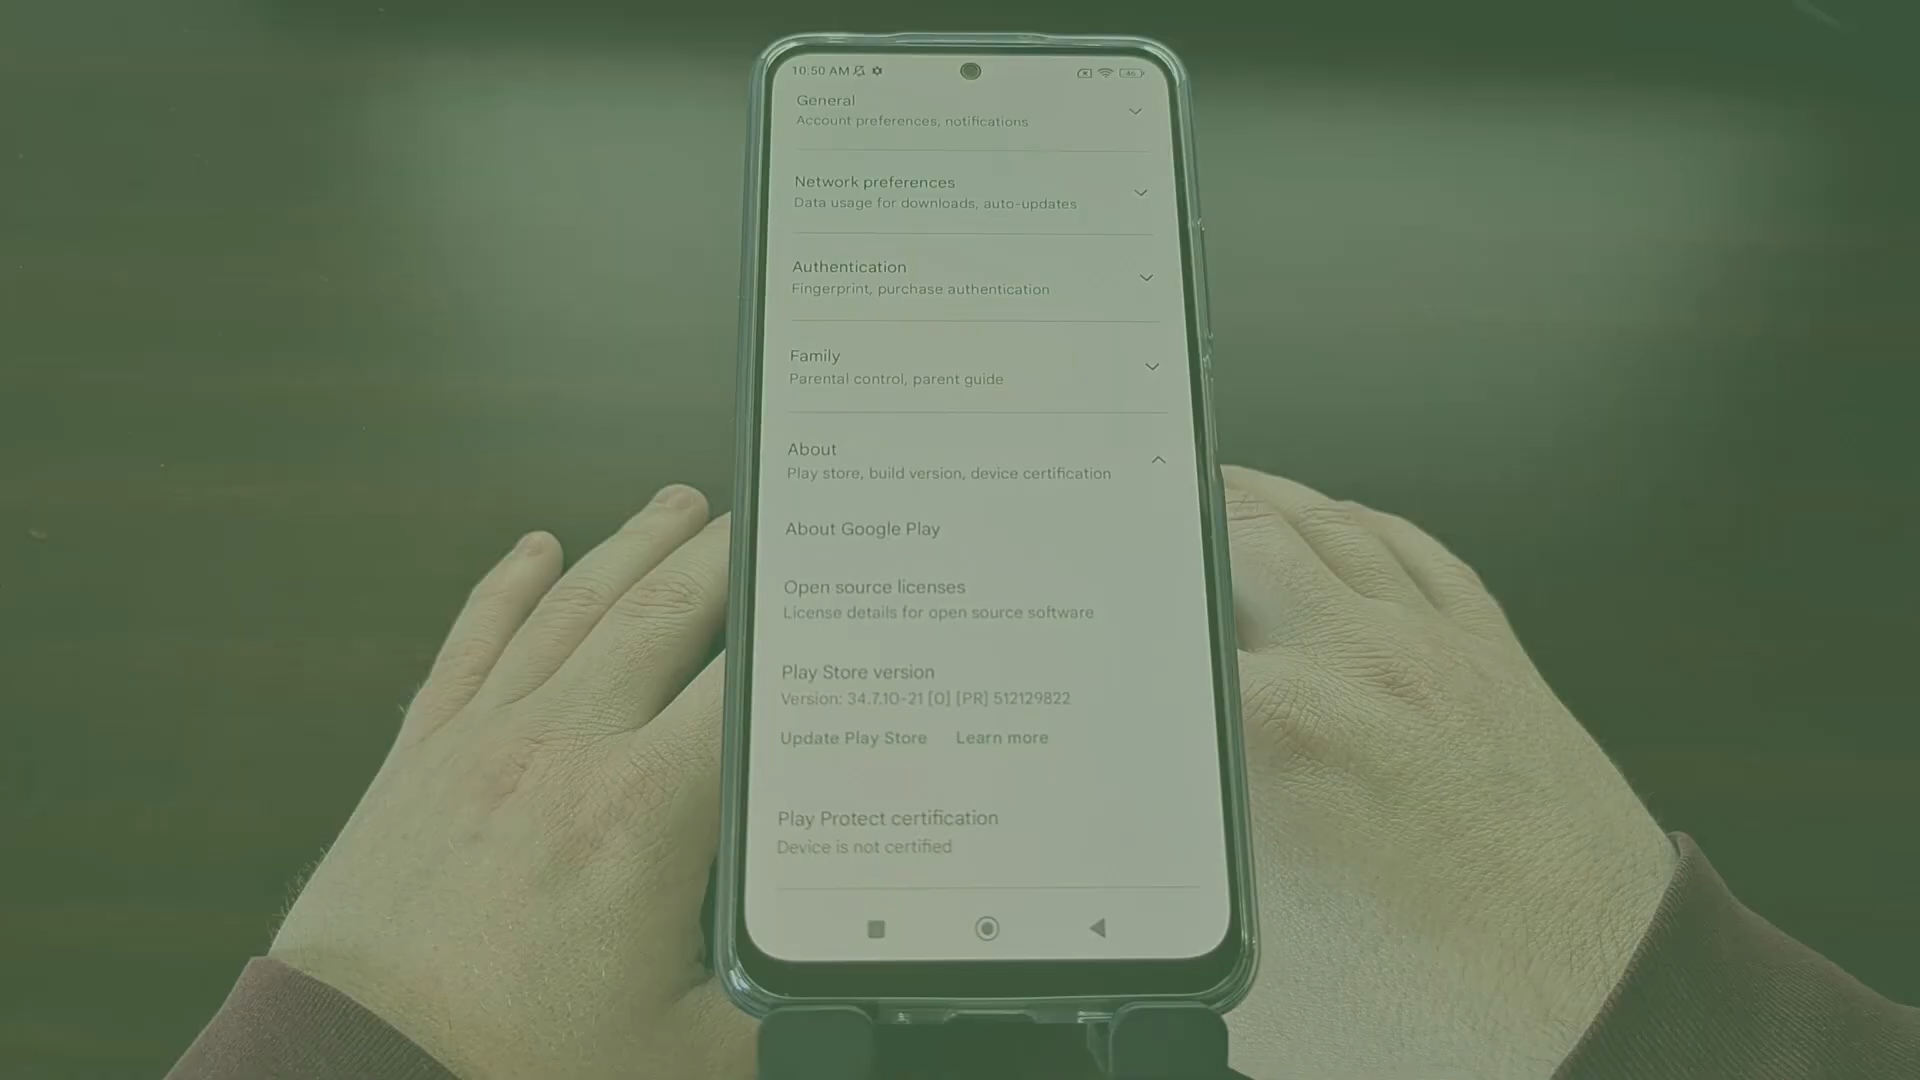 10:50 AM
46
General
Account preferences, notifications
Network preferences
Data usage for downloads, auto-updates
Authentication
Fingerprint, purchase authentication
Family
Parental control, parent guide
About
Play store, build version, device certification
About Google Play
Open source licenses
License details for open source software
Play Store version
Version: 34.7.10-21 [0] [PR] 512129822
Update Play Store Learn more
Play Protect certification
Device is not certified